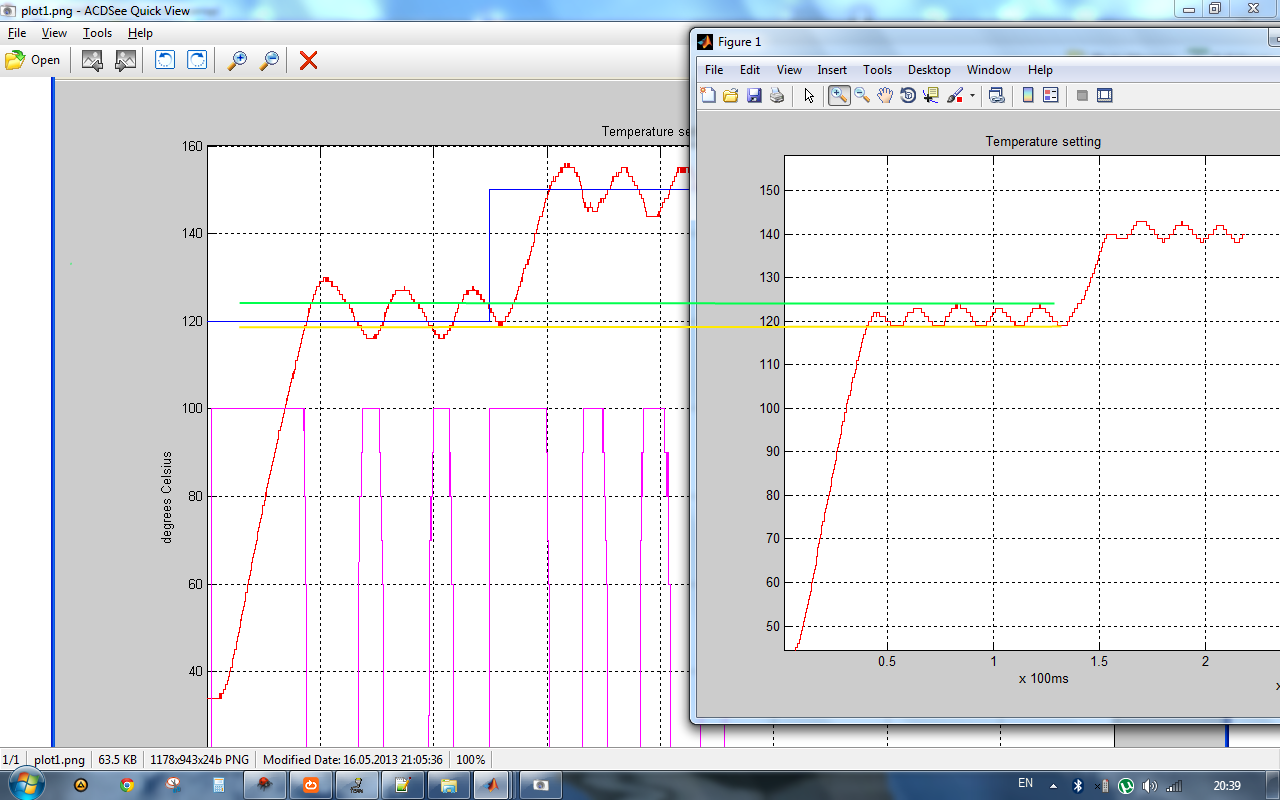 plot1.png - ACDSee Quick View
File View Tools Help
Open
Temperature se
160
140
120
100
80
60
40
degrees Celsius
Figure 1
File Edit View Insert Tools Desktop Window Help
Temperature setting
150
140
130
120
110
100
90
80
70
60
50
0.5 1 1.5 2
x 100ms
x
1/1 plot1.png 63.5 KB 1178x943x24b PNG Modified Date: 16.05.2013 21:05:36 100%
EN 20:39